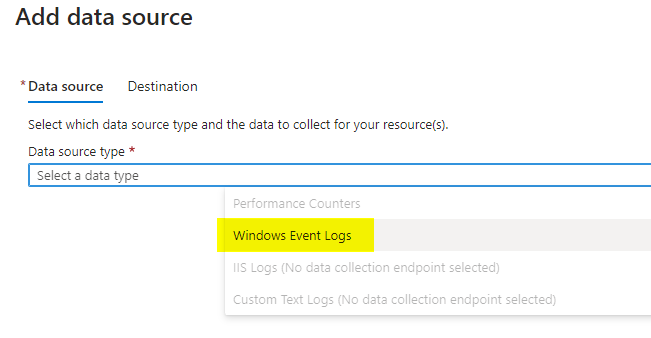 Add data source
* Data source Destination
Select which data source type and the data to collect for your resource(s).
Data source type *
Select a data type
Performance Counters
Windows Event Logs
IIS Logs (No data collection endpoint selected)
Custom Text Logs (No data collection endpoint selected)